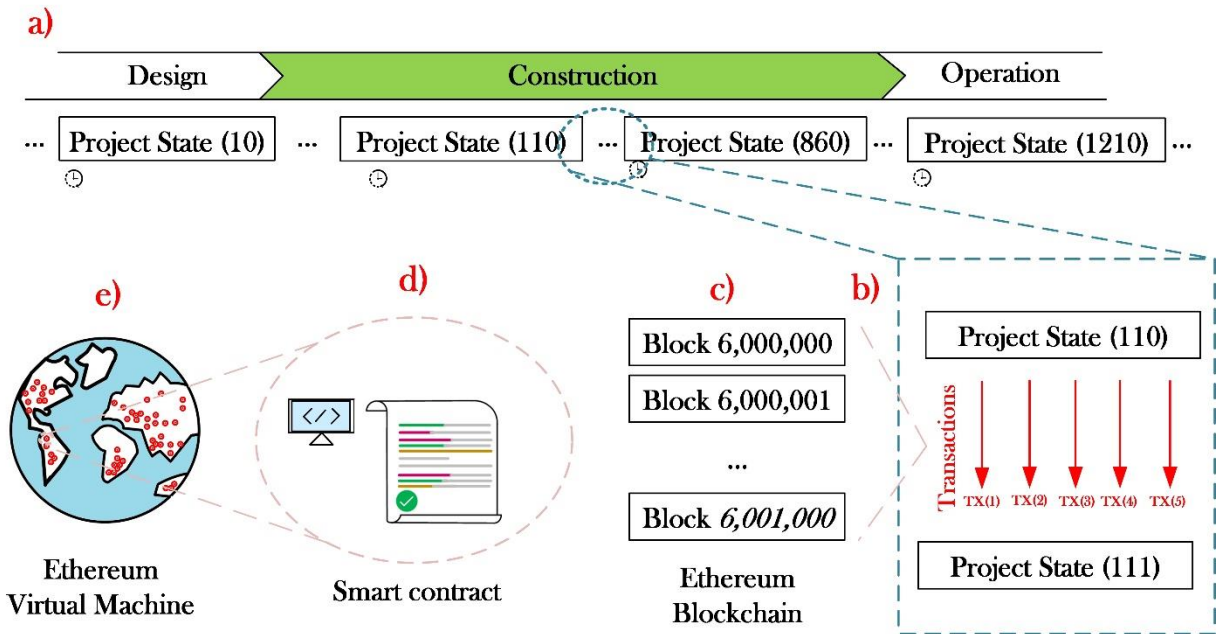 a)
Design
Construction
Operation
... Project State (10) ... Project State (110) ... Project State (860) ... Project State (1210) ...
e)
d)
c)
b)
</>
Ethereum
Virtual Machine
Smart contract
Block 6,000,000
Block 6,000,001
...
Block 6,001,000
Ethereum
Blockchain
Project State (110)
Transactions
TX(1) TX(2) TX(3) TX(4) TX(5)
Project State (111)